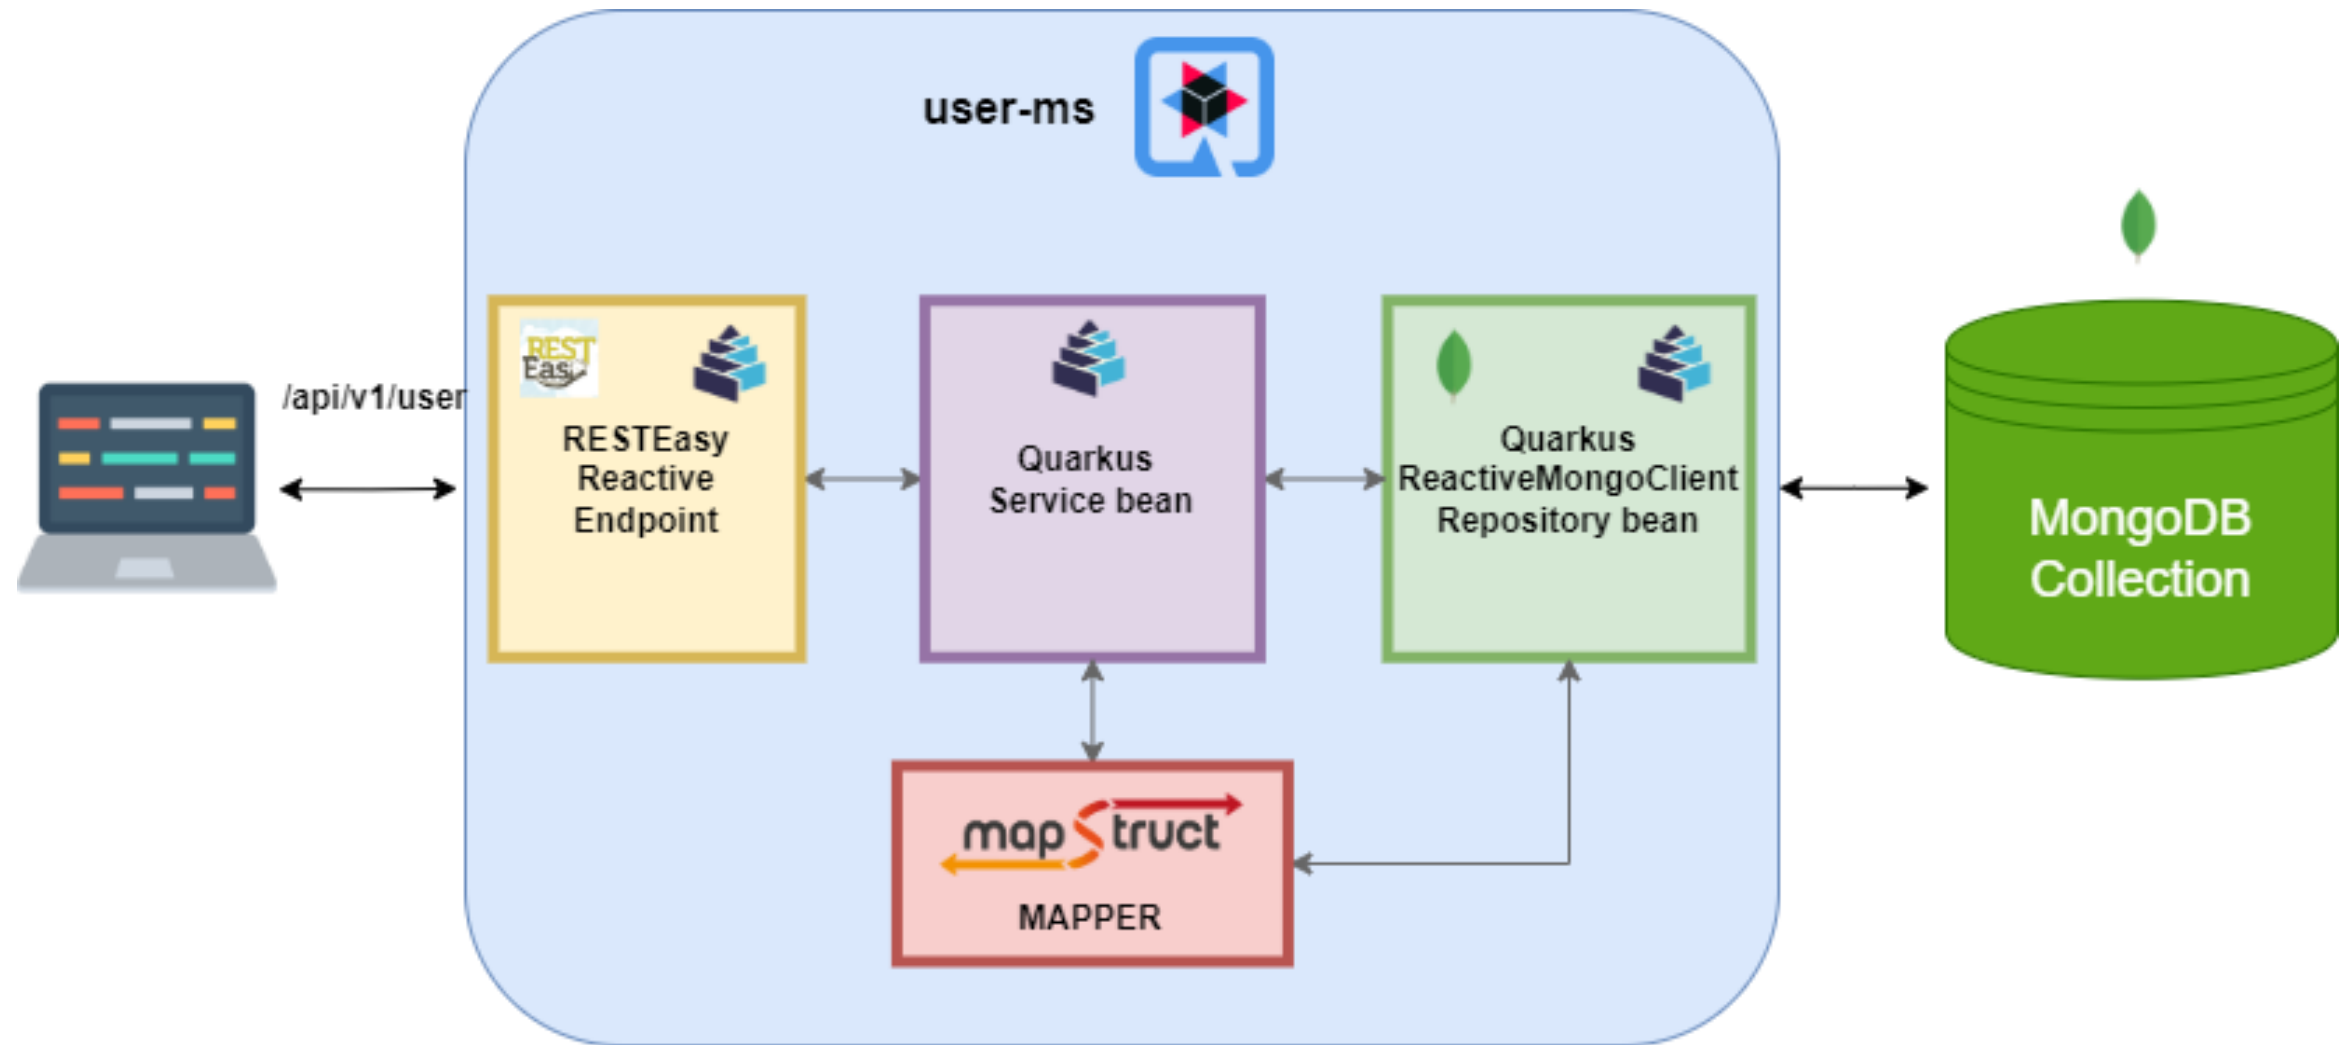 user-ms
/api/v1/user
REST
Easy
RESTEasy
Reactive
Endpoint
Quarkus
Service bean
Quarkus
ReactiveMongoClient
Repository bean
MongoDB
Collection
mapStruct
MAPPER